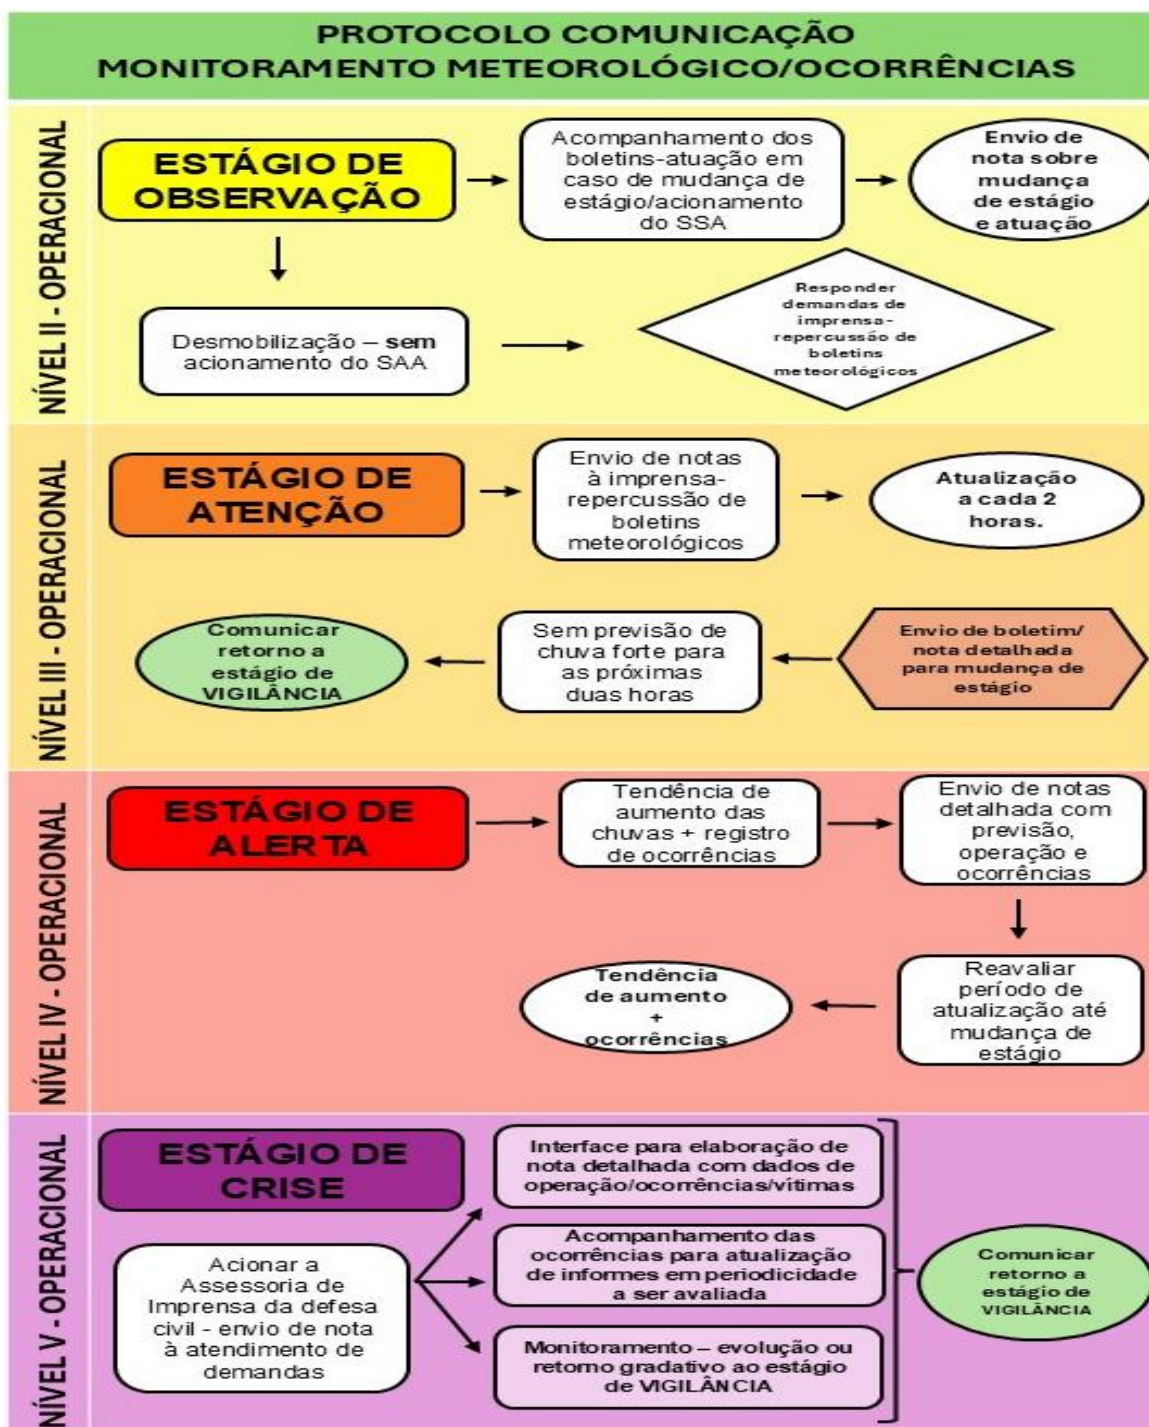 PROTOCOLO COMUNICAÇÃO
MONITORAMENTO METEOROLÓGICO/OCORRÊNCIAS
NÍVEL II - OPERACIONAL
ESTÁGIO DE
OBSERVAÇÃO
Acompanhamento dos
boletins-atuação em
caso de mudança de
estágio/acionamento
do SSA
Envio de
nota sobre
mudança
de estágio
e atuação
Desmobilização – sem
acionamento do SAA
Responder
demandas de
imprensa-
repercussão de
boletins
meteorológicos
NÍVEL III - OPERACIONAL
ESTÁGIO DE
ATENÇÃO
Envio de notas
à imprensa-
repercussão de
boletins
meteorológicos
Atualização
a cada 2
horas.
Comunicar
retorno a
estágio de
VIGILÂNCIA
Sem previsão de
chuva forte para
as próximas
duas horas
Envio de boletim/
nota detalhada
para mudança de
estágio
NÍVEL IV - OPERACIONAL
ESTÁGIO DE
ALERTA
Tendência de
aumento das
chuvas + registro
de ocorrências
Envio de notas
detalhada com
previsão,
operação e
ocorrências
Tendência
de aumento
+
ocorrências
Reavaliar
período de
atualização até
mudança de
estágio
NÍVEL V - OPERACIONAL
ESTÁGIO DE
CRISE
Acionar a
Assessoria de
Imprensa da defesa
civil - envio de nota
à atendimento de
demandas
Interface para elaboração de
nota detalhada com dados de
operação/ocorrências/vítimas
Acompanhamento das
ocorrências para atualização
de informes em periodicidade
a ser avaliada
Monitoramento – evolução ou
retorno gradativo ao estágio
de VIGILÂNCIA
Comunicar
retorno a
estágio de
VIGILÂNCIA